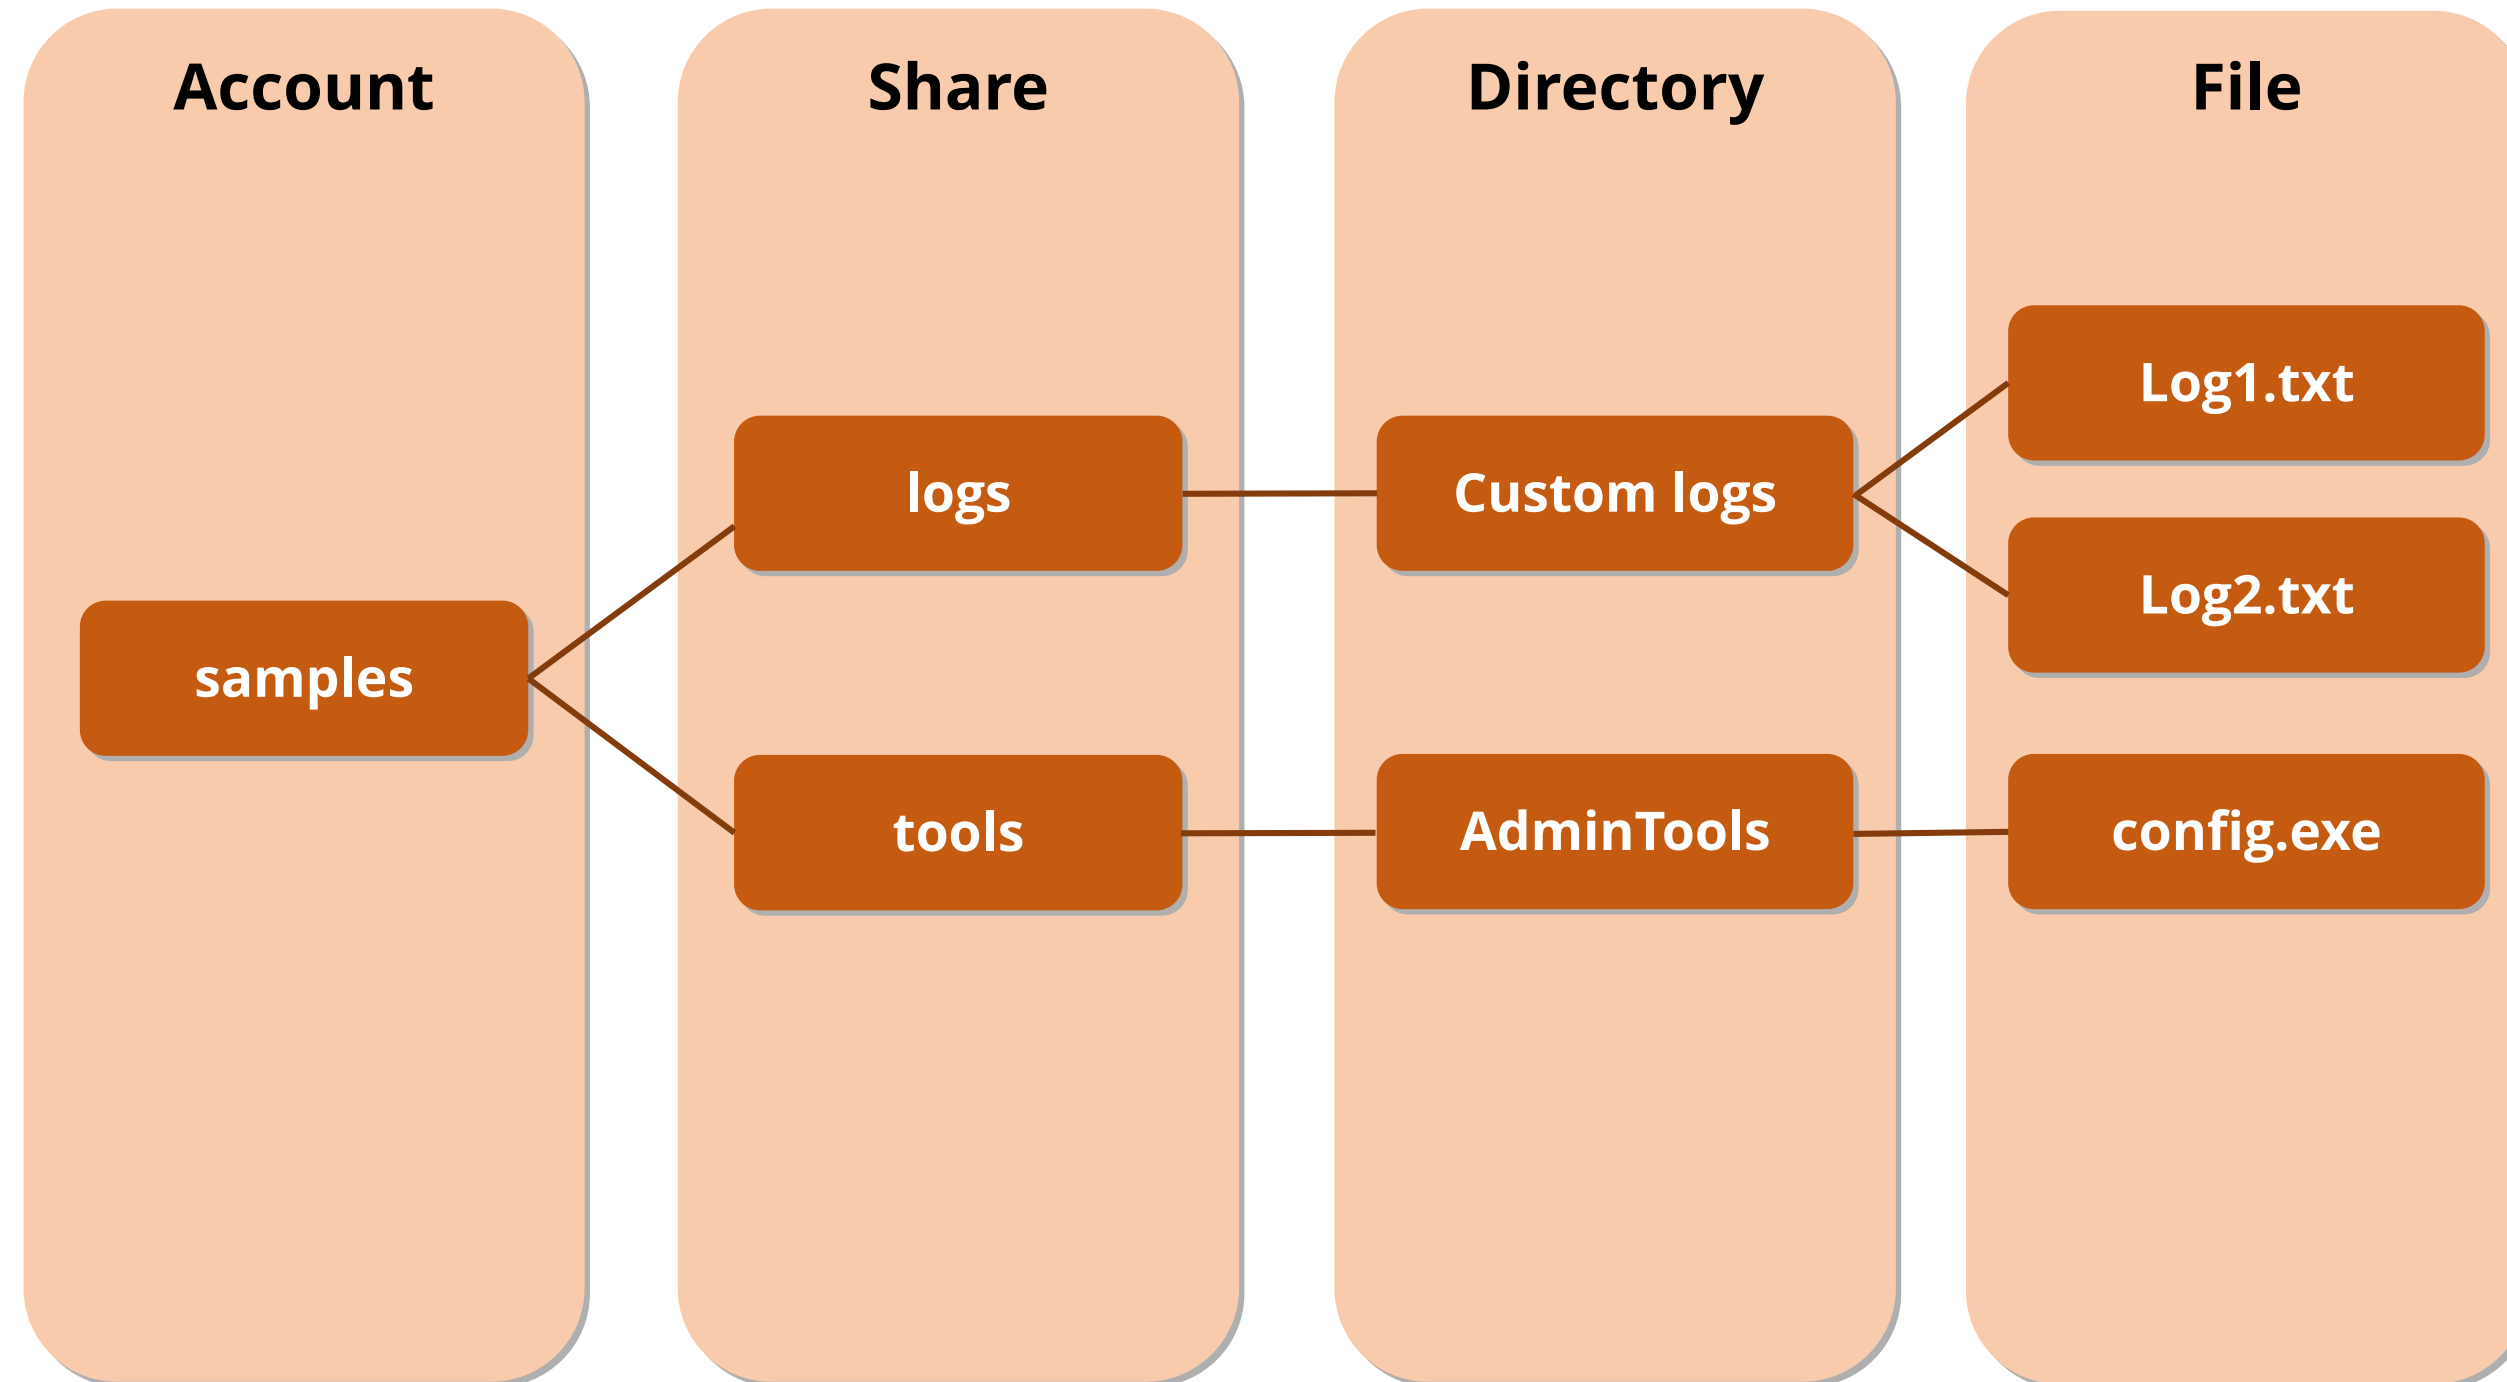 Account
Share
Directory
File
samples
logs
tools
Custom logs
AdminTools
Log1.txt
Log2.txt
config.exe